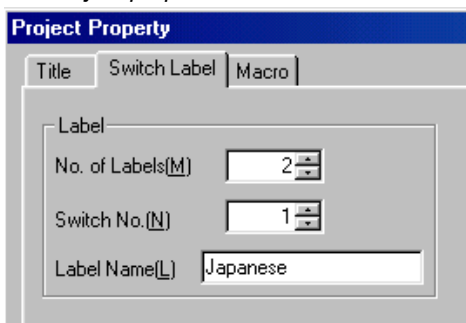 Project Property
Title Switch Label Macro
Label
No. of Labels(M) 2
Switch No.(N) 1
Label Name(L) Japanese